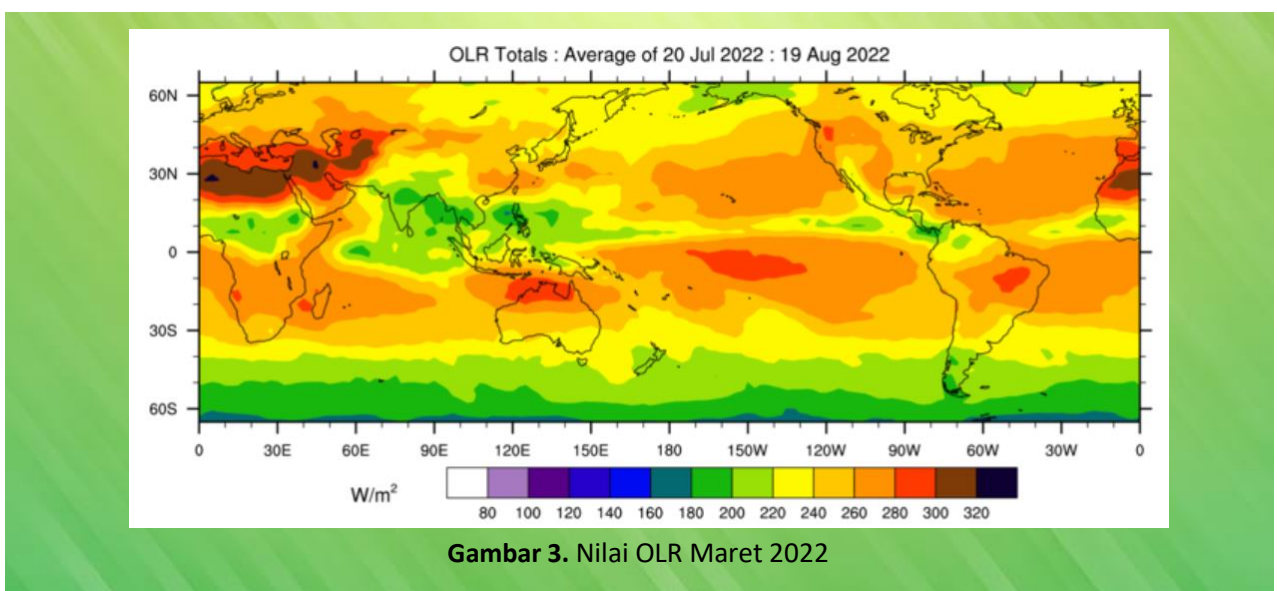 OLR Totals : Average of 20 Jul 2022 : 19 Aug 2022
60N
30N
0
30S
60S
0 30E 60E 90E 120E 150E 180 150W 120W 90W 60W 30W 0
W/m²
80 100 120 140 160 180 200 220 240 260 280 300 320
Gambar 3. Nilai OLR Maret 2022